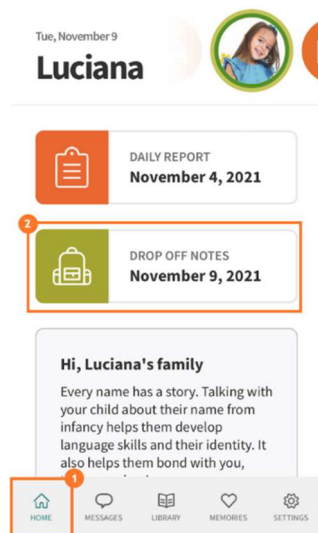 Tue, November 9
Luciana
DAILY REPORT
November 4, 2021
2
DROP OFF NOTES
November 9, 2021
Hi, Luciana's family
Every name has a story. Talking with
your child about their name from
infancy helps them develop
language skills and their identity. It
also helps them bond with you,
1
HOME
MESSAGES
LIBRARY
MEMORIES
SETTINGS